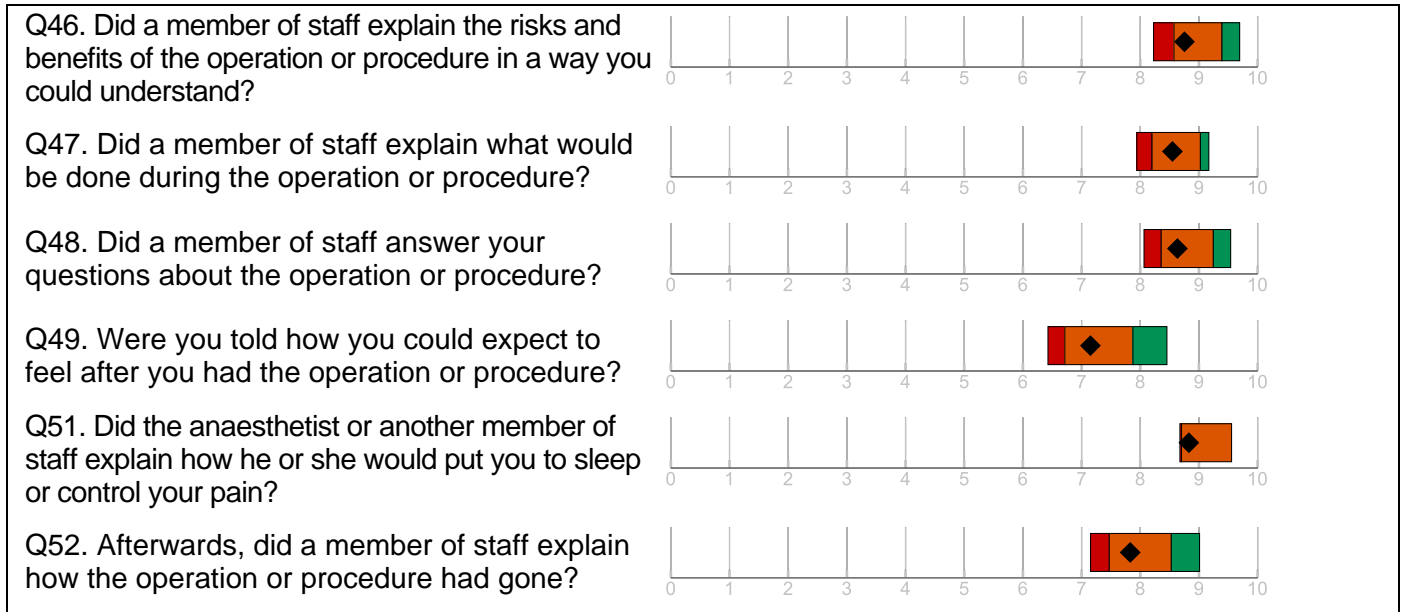 Q46. Did a member of staff explain the risks and
benefits of the operation or procedure in a way you
could understand?
0 1 2 3 4 5 6 7 8 9 10
Q47. Did a member of staff explain what would
be done during the operation or procedure?
0 1 2 3 4 5 6 7 8 9 10
Q48. Did a member of staff answer your
questions about the operation or procedure?
0 1 2 3 4 5 6 7 8 9 10
Q49. Were you told how you could expect to
feel after you had the operation or procedure?
0 1 2 3 4 5 6 7 8 9 10
Q51. Did the anaesthetist or another member of
staff explain how he or she would put you to sleep
or control your pain?
0 1 2 3 4 5 6 7 8 9 10
Q52. Afterwards, did a member of staff explain
how the operation or procedure had gone?
0 1 2 3 4 5 6 7 8 9 10